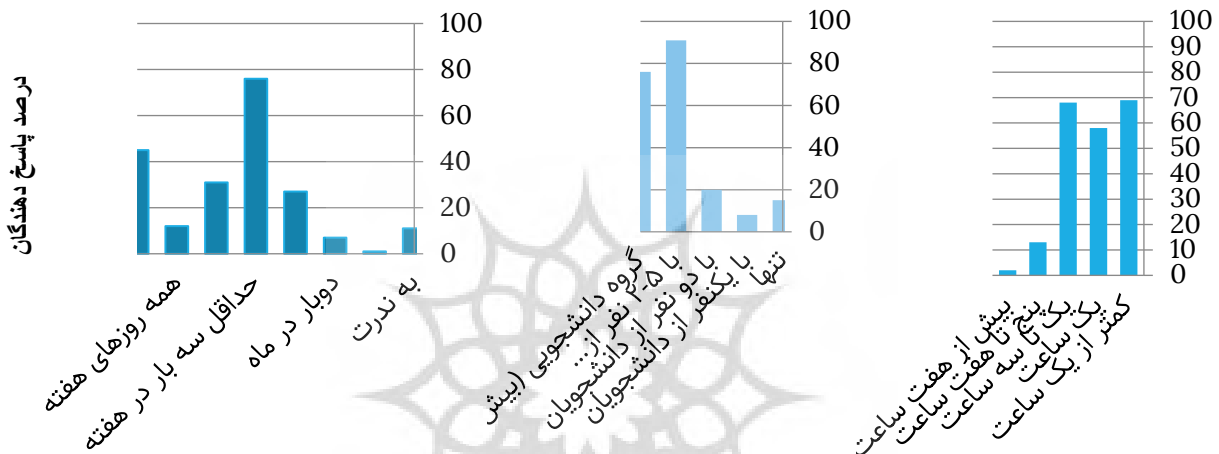 درصد پاسخ دهندگان
100
80
60
40
20
0
به ندرت
دوبار در ماه
حداقل سه بار در هفته
همه روزهای هفته
100
80
60
40
20
0
تنها
با یکنفر از دانشجویان
با دو نفر از دانشجویان
با ۵-۲ نفر از...
گروه دانشجویی (بیش
100
90
80
70
60
50
40
30
20
10
0
کمتر از یک ساعت
یک ساعت
یک تا سه ساعت
پنج تا هفت ساعت
بیش از هفت ساعت